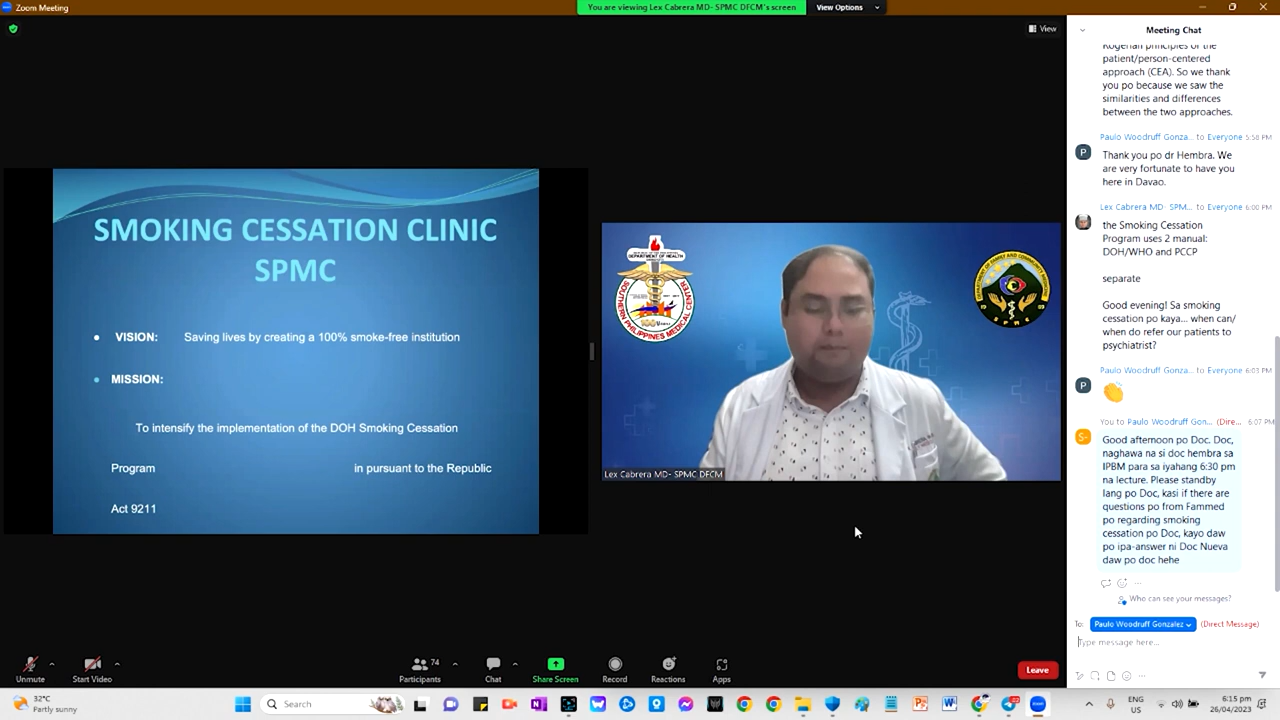 Zoom Meeting
You are viewing Lex Cabrera MD- SPMC DFCM's screen
View Options
View
SMOKING CESSATION CLINIC
SPMC
VISION: Saving lives by creating a 100% smoke-free institution
MISSION:
To intensify the implementation of the DOH Smoking Cessation
Program in pursuant to the Republic
Act 9211
DEPARTMENT OF HEALTH
SOUTHERN PHILIPPINES MEDICAL CENTER
SPMC
Lex Cabrera MD- SPMC DFCM
Meeting Chat
Rogerian principles of the
patient/person-centered
approach (CEA). So we thank
you po because we saw the
similarities and differences
between the two approaches.
Paulo Woodruff Gonza... to Everyone 5:58 PM
P
Thank you po dr Hembra. We
are very fortunate to have you
here in Davao.
Lex Cabrera MD- SPM... to Everyone 6:00 PM
the Smoking Cessation
Program uses 2 manual:
DOH/WHO and PCCP
separate
Good evening! Sa smoking
cessation po kaya... when can/
when do refer our patients to
psychiatrist?
Paulo Woodruff Gonza... to Everyone 6:03 PM
P
You to Paulo Woodruff Gon... (Dire... 6:07 PM
S-
Good afternoon po Doc. Doc,
naghawa na si doc hembra sa
IPBM para sa iyahang 6:30 pm
na lecture. Please standby
lang po Doc, kasi if there are
questions po from Fammed
po regarding smoking
cessation po Doc, kayo daw
po ipa-answer ni Doc Nueva
daw po doc hehe
Who can see your messages?
To: Paulo Woodruff Gonzalez (Direct Message)
Type message here...
Unmute
Start Video
74
Participants
Chat
Share Screen
Record
Reactions
Apps
Leave
32°C
Partly sunny
Search
ENG
US
6:15 pm
26/04/2023